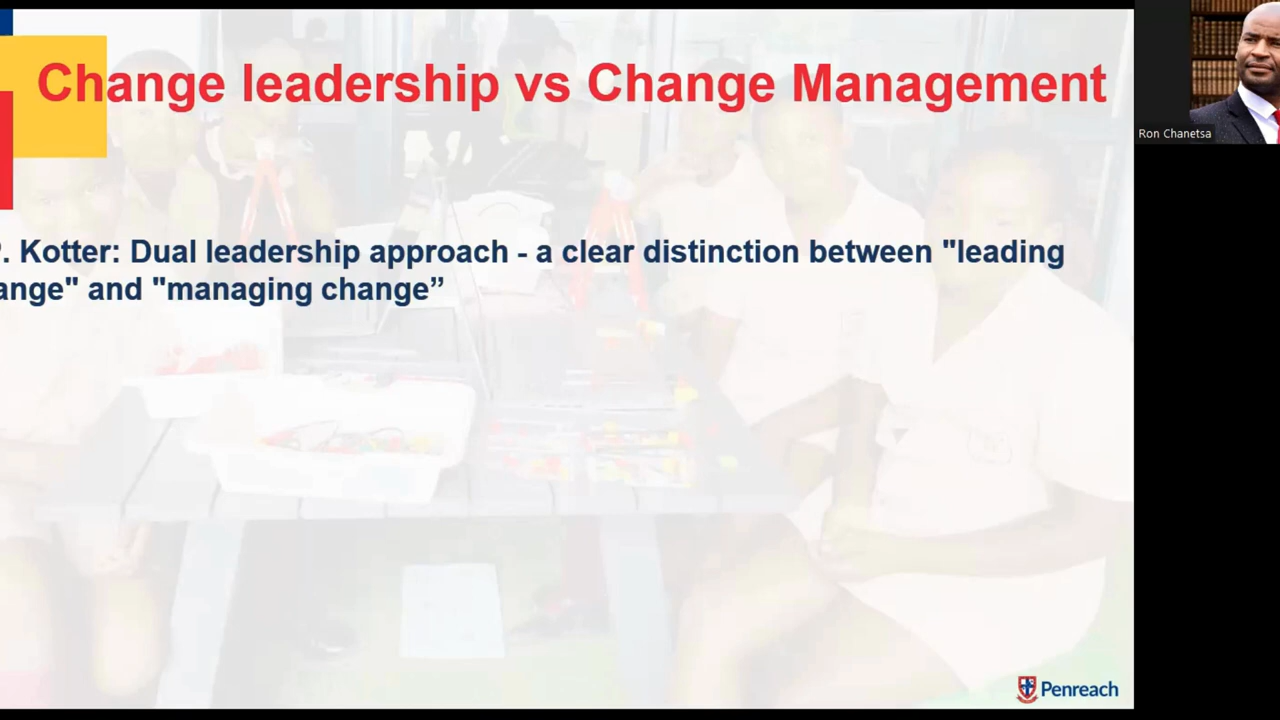 Change leadership vs Change Management
Ron Chanetsa
. Kotter: Dual leadership approach - a clear distinction between "leading
ange" and "managing change”
Penreach